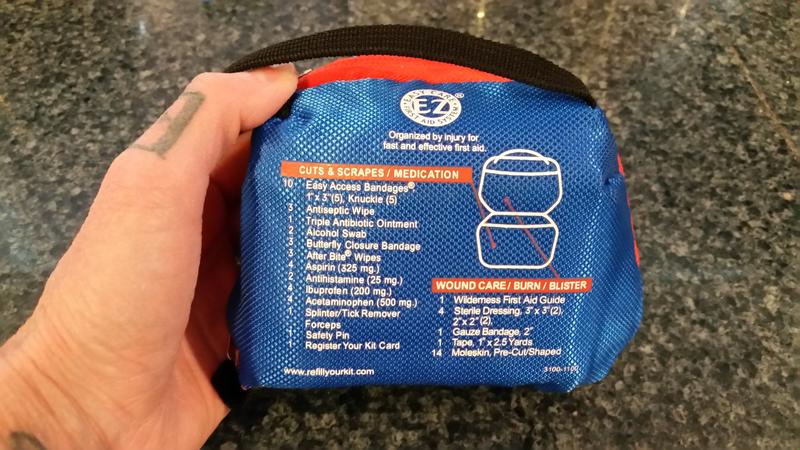 EASY CARE
EZ®
FIRST AID SYSTEM
Organized by injury for
fast and effective first aid.
CUTS & SCRAPES / MEDICATION
10 Easy Access Bandages®
1" x 3"(5), Knuckle (5)
3 Antiseptic Wipe
1 Triple Antibiotic Ointment
2 Alcohol Swab
3 Butterfly Closure Bandage
3 After Bite® Wipes
4 Aspirin (325 mg.)
2 Antihistamine (25 mg.)
4 Ibuprofen (200 mg.)
4 Acetaminophen (500 mg.)
1 Splinter/Tick Remover
Forceps
1 Safety Pin
1 Register Your Kit Card
WOUND CARE / BURN / BLISTER
1 Wilderness First Aid Guide
4 Sterile Dressing, 3" x 3"(2),
2"x 2"(2)
1 Gauze Bandage, 2"
1 Tape, 1" x 2.5 Yards
14 Moleskin, Pre-Cut/Shaped
www.refillyourkit.com